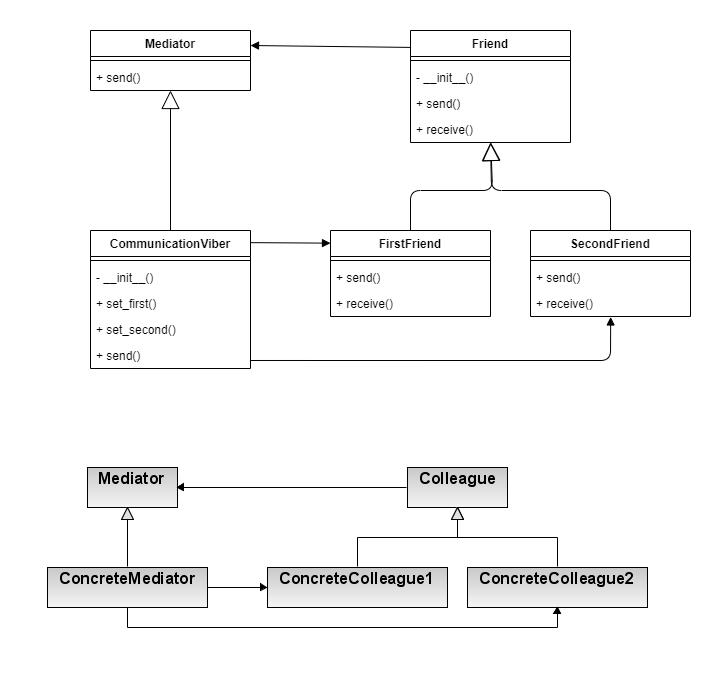 Mediator
+ send()
Friend
- __init__()
+ send()
+ receive()
CommunicationViber
- __init__()
+ set_first()
+ set_second()
+ send()
FirstFriend
+ send()
+ receive()
SecondFriend
+ send()
+ receive()
Mediator
Colleague
ConcreteMediator
ConcreteColleague1
ConcreteColleague2